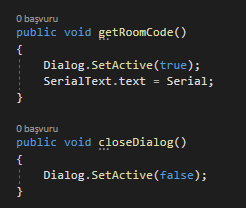 0 başvuru
public void getRoomCode()
{
    Dialog.SetActive(true);
    SerialText.text = Serial;
}
0 başvuru
public void closeDialog()
{
    Dialog.SetActive(false);
}